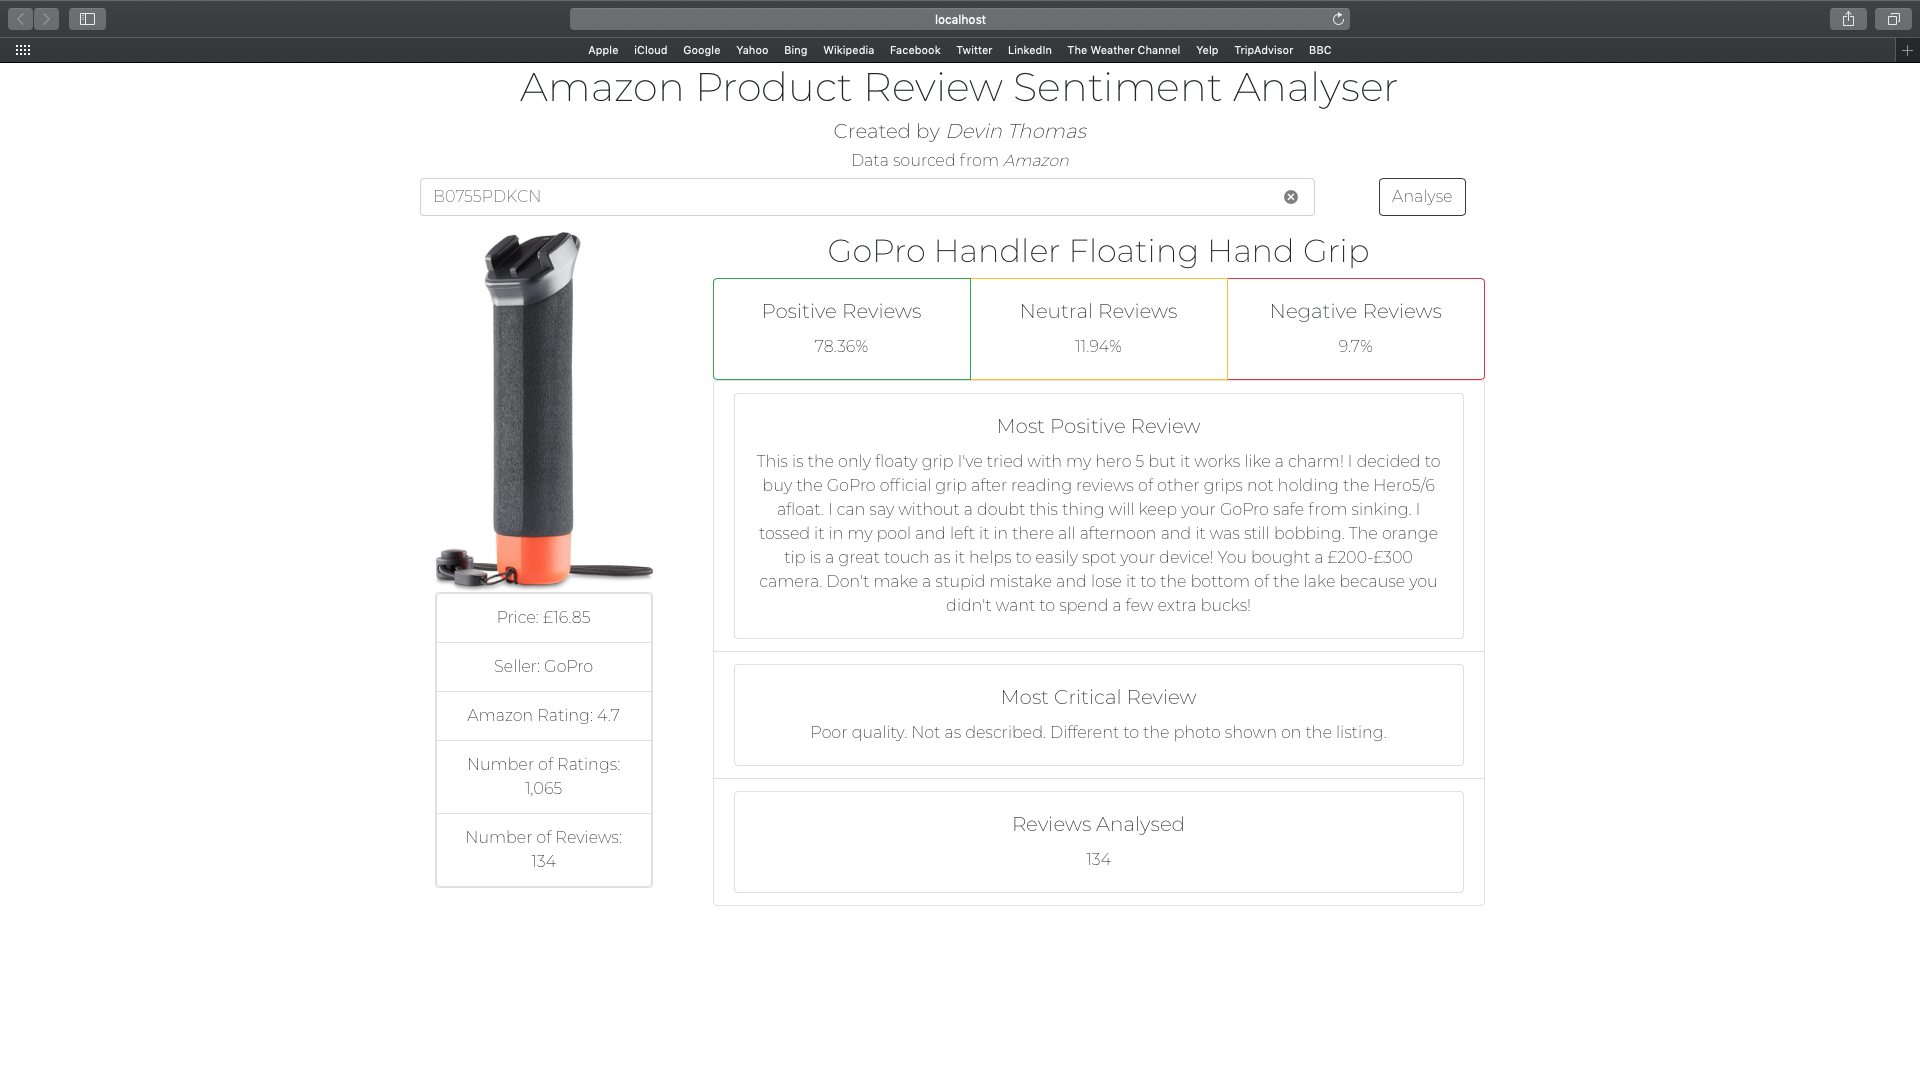 localhost
Apple iCloud Google Yahoo Bing Wikipedia Facebook Twitter LinkedIn The Weather Channel Yelp TripAdvisor BBC
Amazon Product Review Sentiment Analyser
Created by Devin Thomas
Data sourced from Amazon
B0755PDKCN
Analyse
GoPro Handler Floating Hand Grip
Positive Reviews
78.36%
Neutral Reviews
11.94%
Negative Reviews
9.7%
Most Positive Review
This is the only floaty grip I've tried with my hero 5 but it works like a charm! I decided to
buy the GoPro official grip after reading reviews of other grips not holding the Hero5/6
afloat. I can say without a doubt this thing will keep your GoPro safe from sinking. I
tossed it in my pool and left it in there all afternoon and it was still bobbing. The orange
tip is a great touch as it helps to easily spot your device! You bought a £200-£300
camera. Don't make a stupid mistake and lose it to the bottom of the lake because you
didn't want to spend a few extra bucks!
Most Critical Review
Poor quality. Not as described. Different to the photo shown on the listing.
Reviews Analysed
134
Price: £16.85
Seller: GoPro
Amazon Rating: 4.7
Number of Ratings:
1,065
Number of Reviews:
134